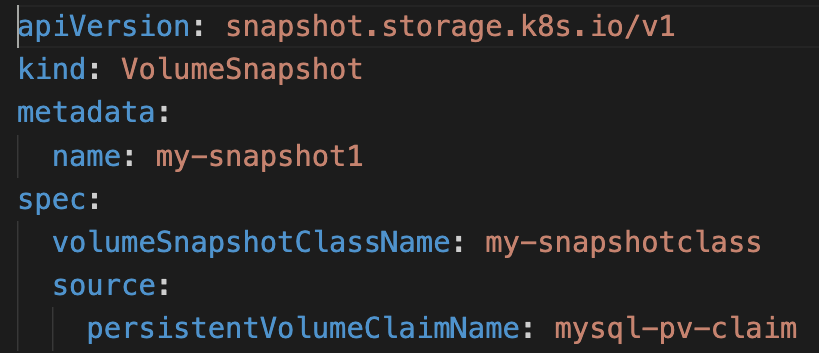 apiVersion: snapshot.storage.k8s.io/v1
kind: VolumeSnapshot
metadata:
  name: my-snapshot1
spec:
  volumeSnapshotClassName: my-snapshotclass
  source:
    persistentVolumeClaimName: mysql-pv-claim